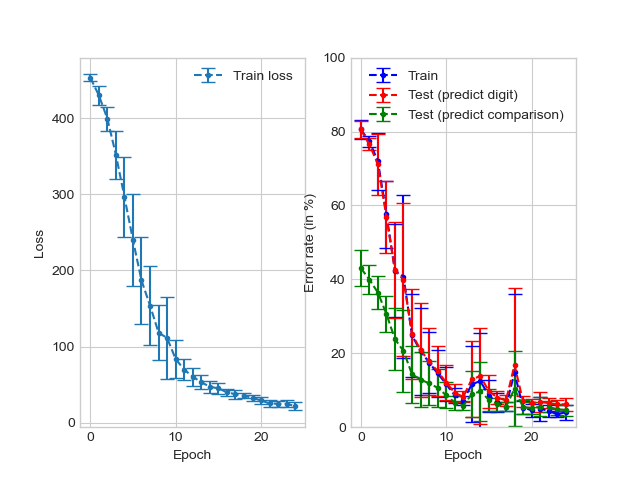 Train loss
400
300
200
100
0
0
10
20
Loss
Epoch
Train
Test (predict digit)
Test (predict comparison)
100
80
60
40
20
0
0
10
20
Error rate (in %)
Epoch